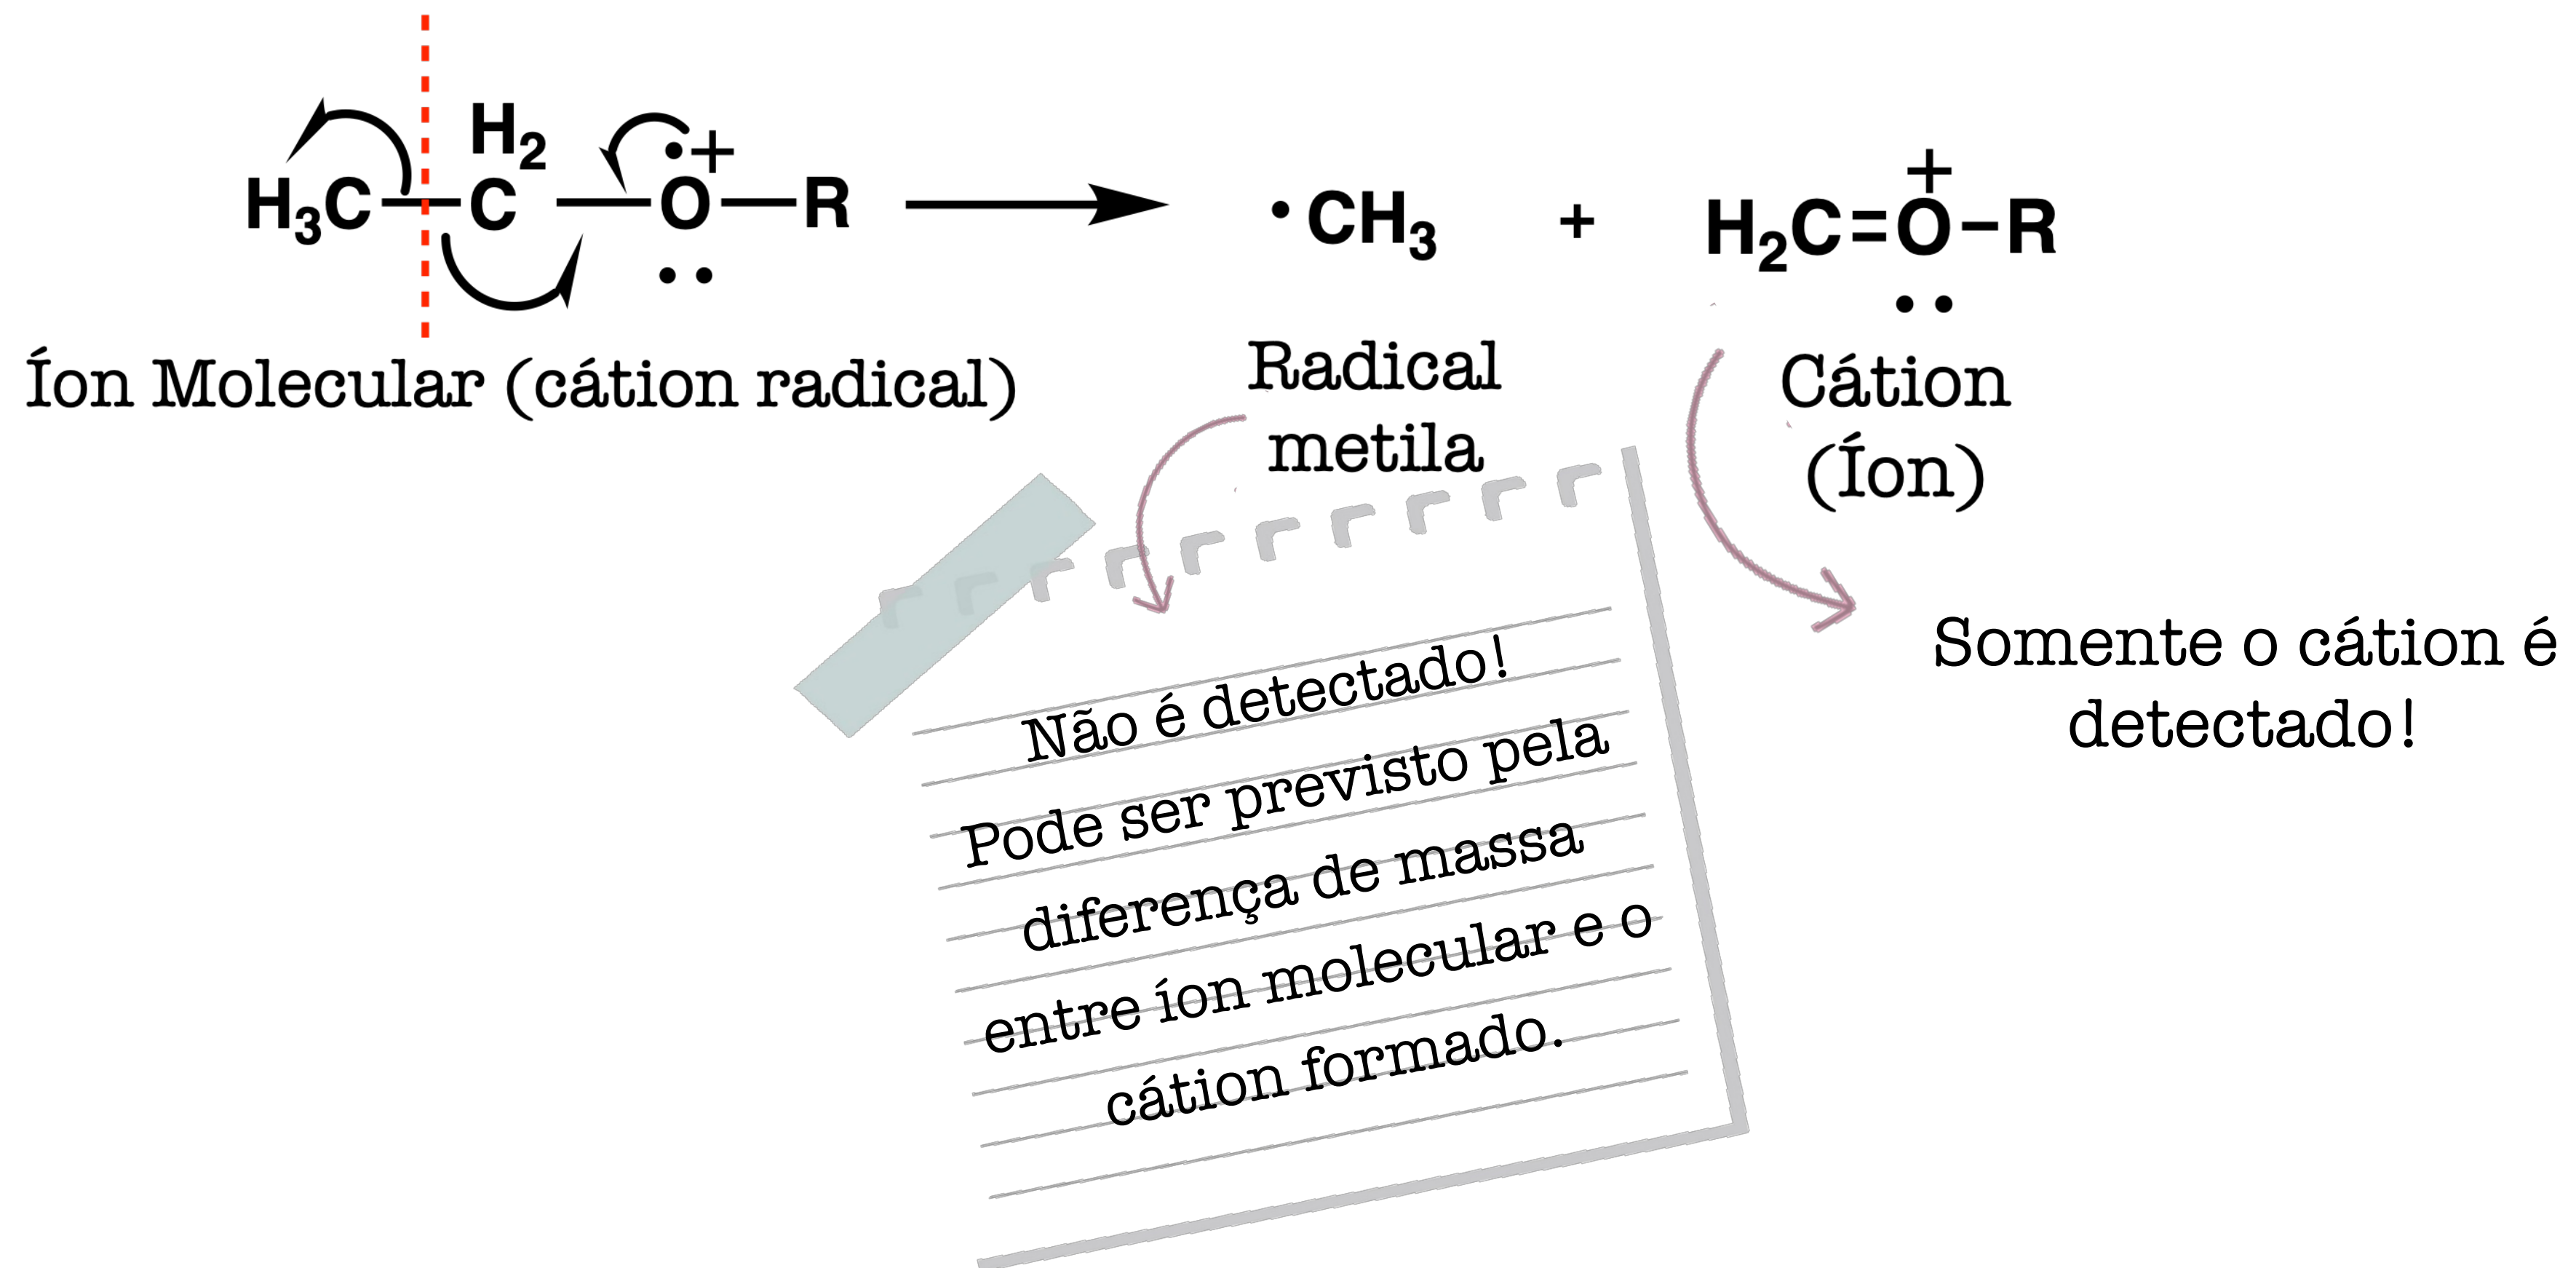 H2
H3C—C—O•+—R
•CH3 + H2C=O+–R
Íon Molecular (cátion radical)
Radical
metila
Cátion
(Íon)
Não é detectado!
Pode ser previsto pela
diferença de massa
entre íon molecular e o
cátion formado.
Somente o cátion é
detectado!